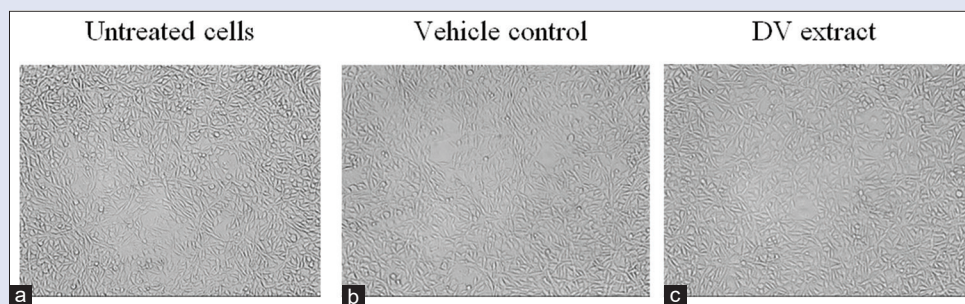 Untreated cells
Vehicle control
DV extract
a
b
c